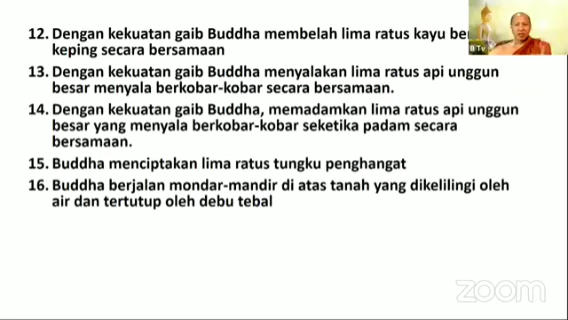 12. Dengan kekuatan gaib Buddha membelah lima ratus kayu
keping secara bersamaan
13. Dengan kekuatan gaib Buddha menyalakan lima ratus api unggun
besar menyala berkobar-kobar secara bersamaan.
14. Dengan kekuatan gaib Buddha, memadamkan lima ratus api unggun
besar yang menyala berkobar-kobar seketika padam secara
bersamaan.
15. Buddha menciptakan lima ratus tungku penghangat
16. Buddha berjalan mondar-mandir di atas tanah yang dikelilingi oleh
air dan tertutup oleh debu tebal
B Tv
zoom